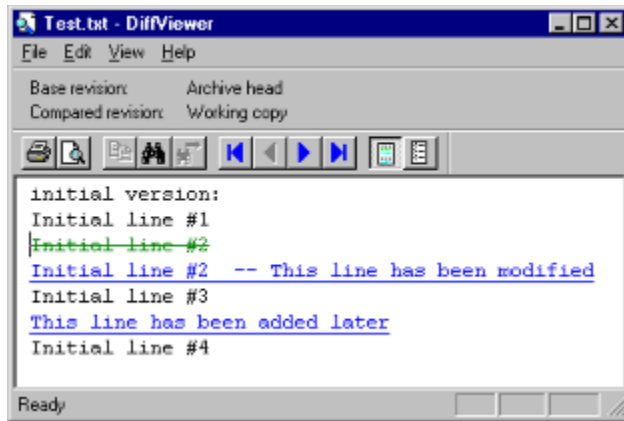 Test.txt - DiffViewer
File Edit View Help
Base revision: Archive head
Compared revision: Working copy
initial version:
Initial line #1
Initial line #2
Initial line #2  -- This line has been modified
Initial line #3
This line has been added later
Initial line #4
Ready